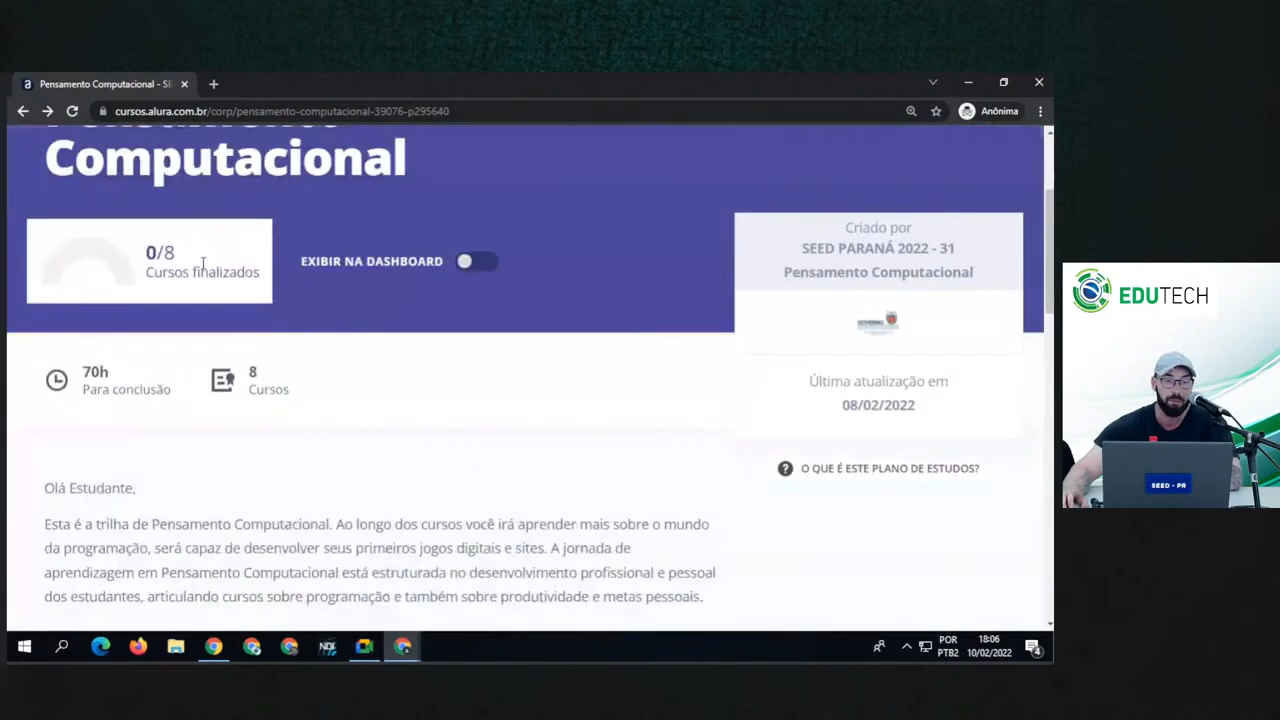 Pensamento Computacional - SE
cursos.alura.com.br/corp/pensamento-computacional-39076-p295640
Anônima
Pensamento
Computacional
0/8
Cursos finalizados
EXIBIR NA DASHBOARD
Criado por
SEED PARANÁ 2022 - 31
Pensamento Computacional
GOVERNO
70h
Para conclusão
8
Cursos
Última atualização em
08/02/2022
O QUE É ESTE PLANO DE ESTUDOS?
Olá Estudante,
Esta é a trilha de Pensamento Computacional. Ao longo dos cursos você irá aprender mais sobre o mundo
da programação, será capaz de desenvolver seus primeiros jogos digitais e sites. A jornada de
aprendizagem em Pensamento Computacional está estruturada no desenvolvimento profissional e pessoal
dos estudantes, articulando cursos sobre programação e também sobre produtividade e metas pessoais.
EDUTECH
SEED - PR
NDI
POR
PTB2
18:06
10/02/2022
4